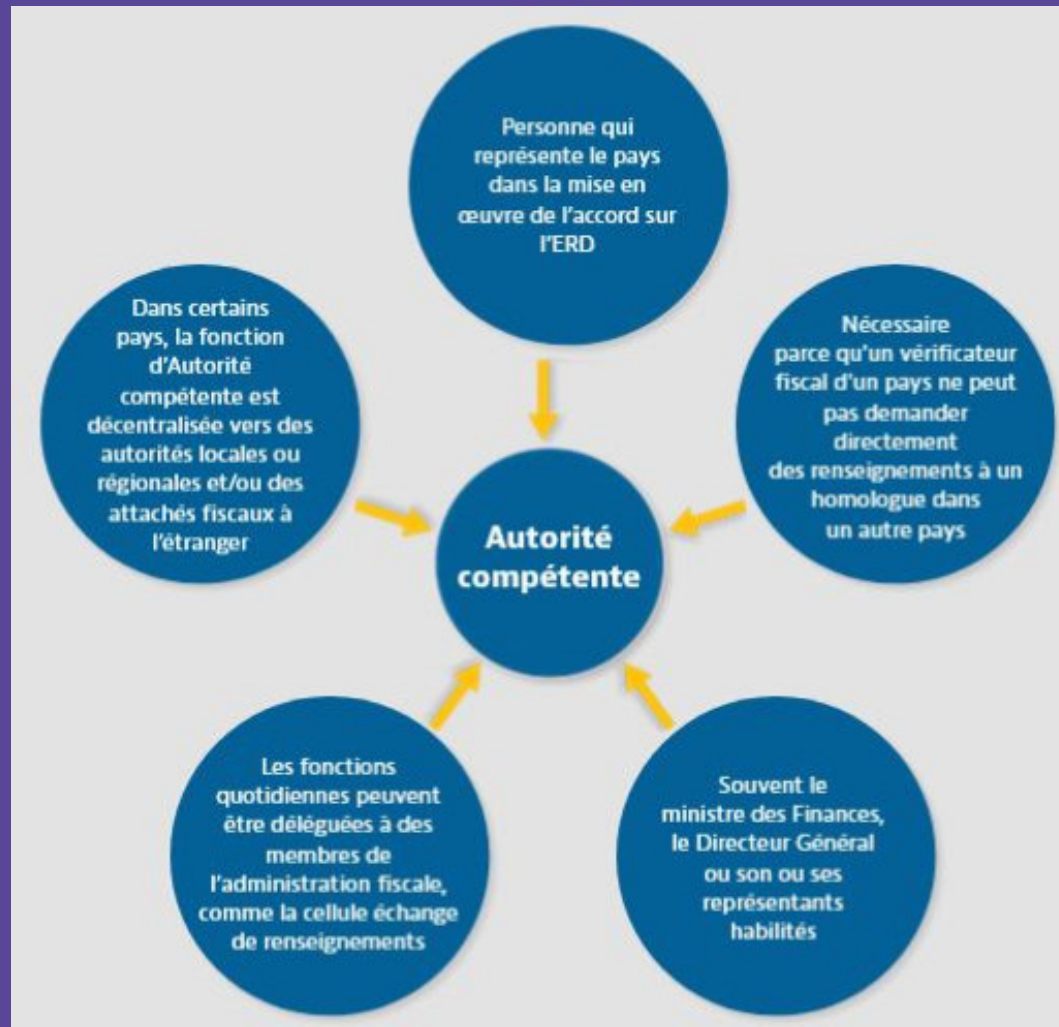 Personne qui
représente le pays
dans la mise en
œuvre de l'accord sur
l'ERD
Dans certains
pays, la fonction
d'Autorité
compétente est
décentralisée vers des
autorités locales ou
régionales et/ou des
attachés fiscaux à
l'étranger
Nécessaire
parce qu'un vérificateur
fiscal d'un pays ne peut
pas demander
directement
des renseignements à un
homologue dans
un autre pays
Autorité
compétente
Les fonctions
quotidiennes peuvent
être déléguées à des
membres de
l'administration fiscale,
comme la cellule échange
de renseignements
Souvent le
ministre des Finances,
le Directeur Général
ou son ou ses
représentants
habilités